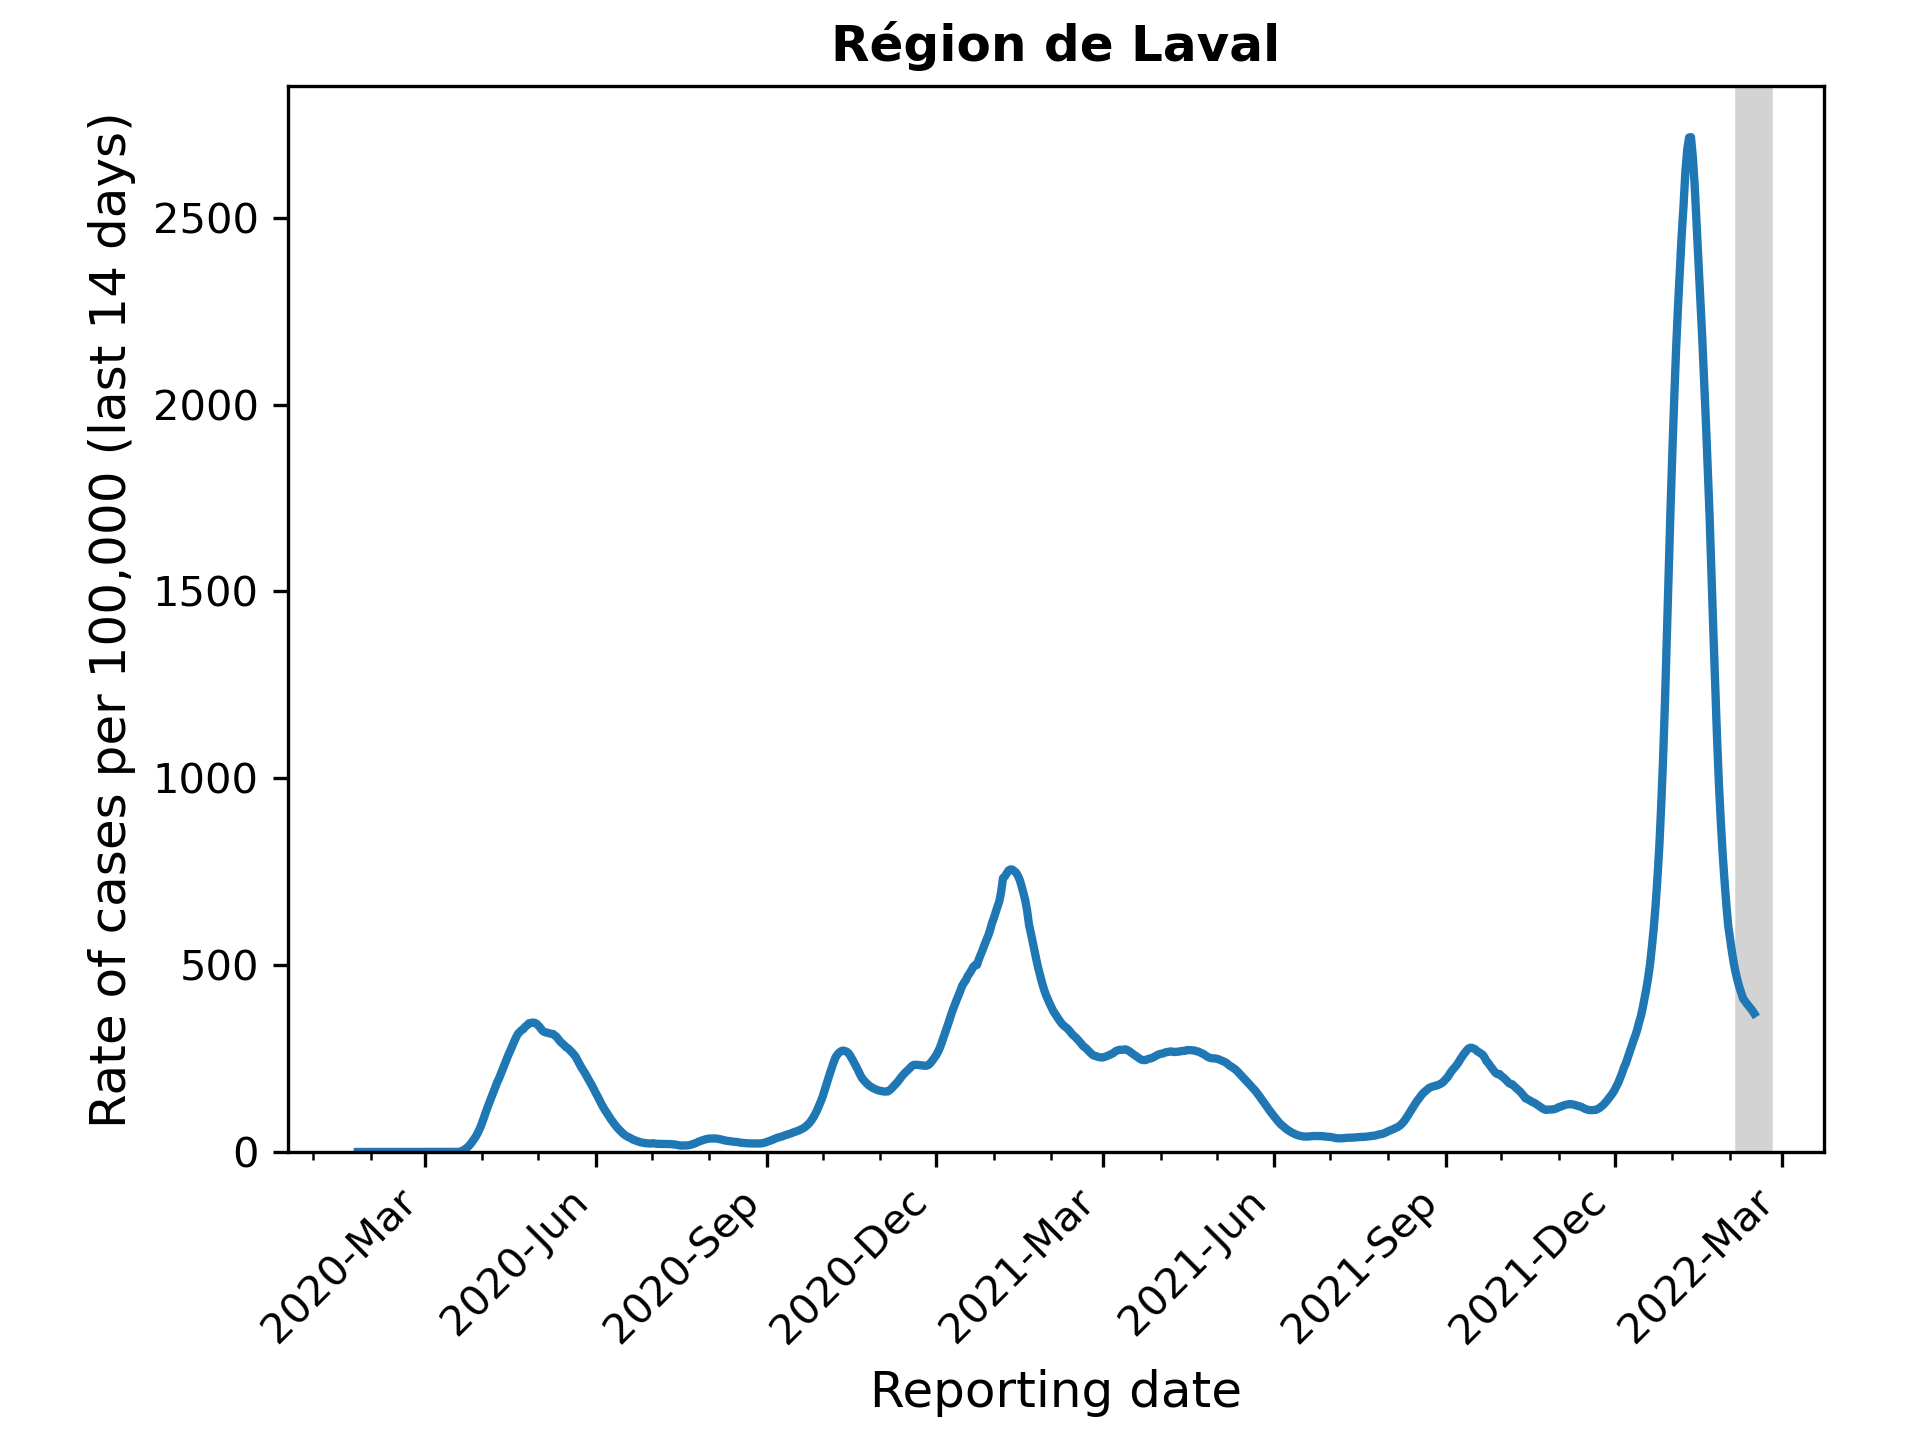 Région de Laval
Rate of cases per 100,000 (last 14 days)
2500
2000
1500
1000
500
0
2020-Mar
2020-Jun
2020-Sep
2020-Dec
2021-Mar
2021-Jun
2021-Sep
2021-Dec
2022-Mar
Reporting date